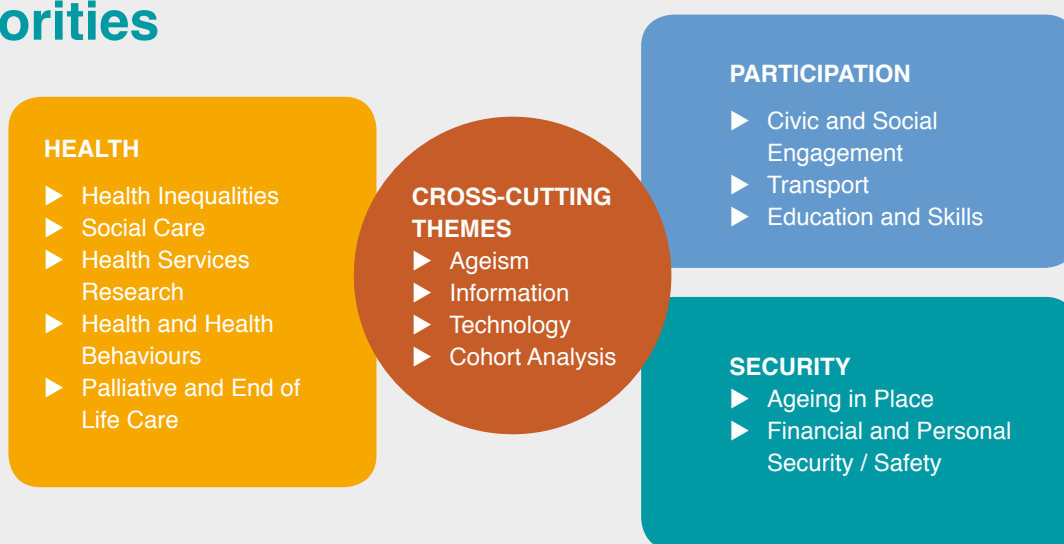 orities
HEALTH
▶ Health Inequalities
▶ Social Care
▶ Health Services
Research
▶ Health and Health
Behaviours
▶ Palliative and End of
Life Care
CROSS-CUTTING
THEMES
▶ Ageism
▶ Information
▶ Technology
▶ Cohort Analysis
PARTICIPATION
▶ Civic and Social
Engagement
▶ Transport
▶ Education and Skills
SECURITY
▶ Ageing in Place
▶ Financial and Personal
Security / Safety